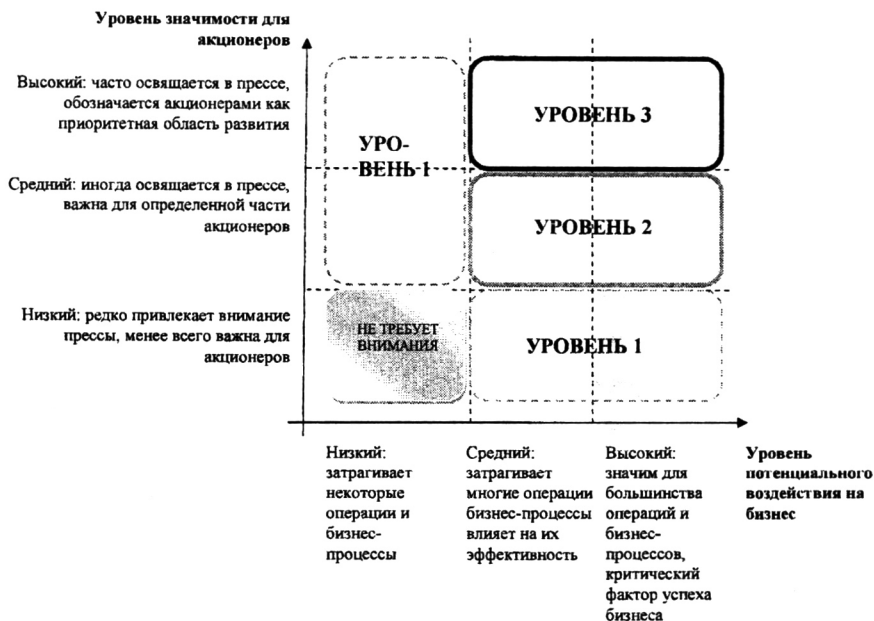 Уровень значимости для
акционеров
Высокий: часто освящается в прессе,
обозначается акционерами как
приоритетная область развития
УРО-
ВЕНЬ 1
УРОВЕНЬ 3
Средний: иногда освящается в прессе,
важна для определенной части
акционеров
УРОВЕНЬ 2
Низкий: редко привлекает внимание
прессы, менее всего важна для
акционеров
НЕ ТРЕБУЕТ
ВНИМАНИЯ
УРОВЕНЬ 1
Низкий:
затрагивает
некоторые
операции и
бизнес-
процессы
Средний:
затрагивает
многие операции
бизнес-процессы
влияет на их
эффективность
Высокий:
значим для
большинства
операций и
бизнес-
процессов,
критический
фактор успеха
бизнеса
Уровень
потенциального
воздействия на
бизнес